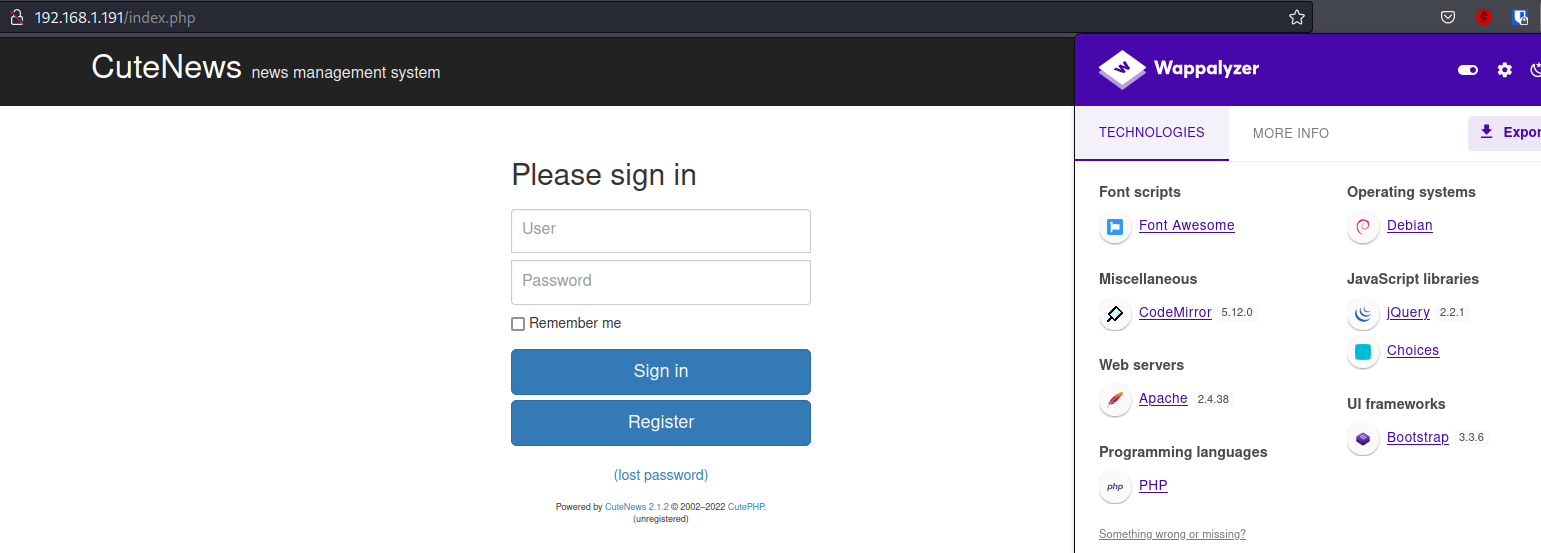 192.168.1.191/index.php
CuteNews news management system
Please sign in
User
Password
Remember me
Sign in
Register
(lost password)
Powered by CuteNews 2.1.2 © 2002–2022 CutePHP.
(unregistered)
Wappalyzer
TECHNOLOGIES
MORE INFO
Expor
Font scripts
Font Awesome
Miscellaneous
CodeMirror 5.12.0
Web servers
Apache 2.4.38
Programming languages
php PHP
Something wrong or missing?
Operating systems
Debian
JavaScript libraries
jQuery 2.2.1
Choices
UI frameworks
Bootstrap 3.3.6